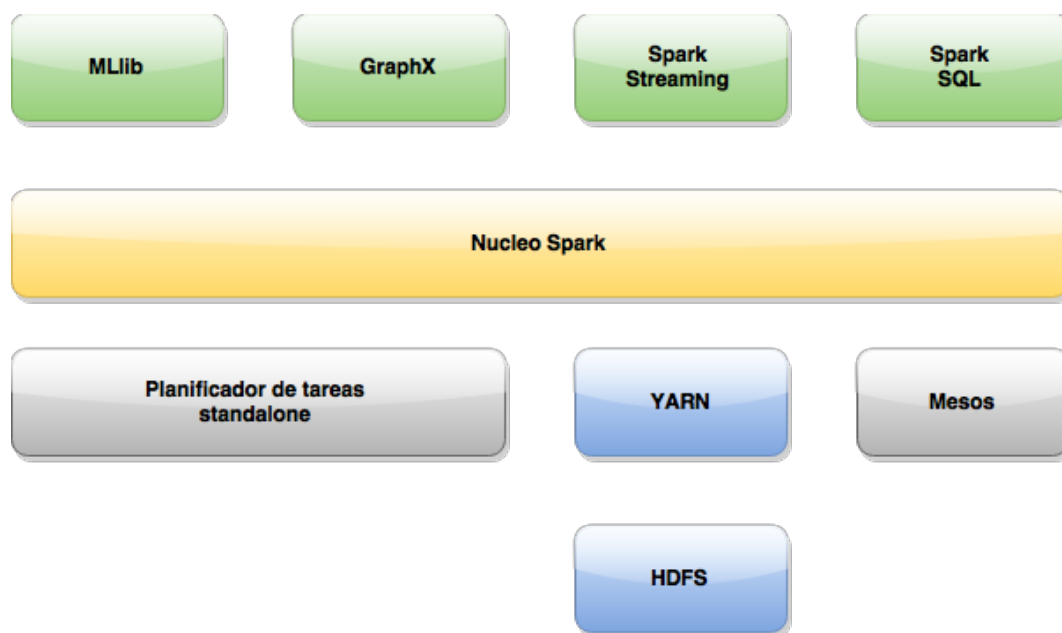 MLlib
GraphX
Spark
Streaming
Spark
SQL
Nucleo Spark
Planificador de tareas
standalone
YARN
Mesos
HDFS